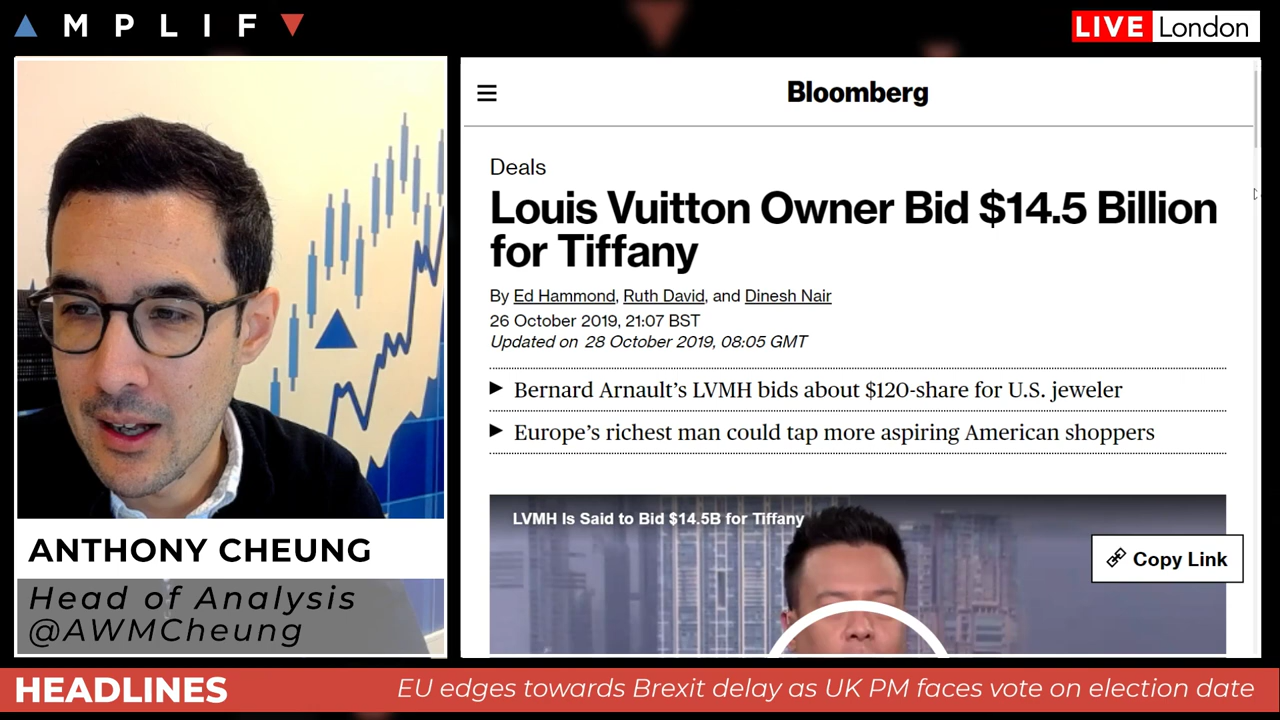 ▲ M P L I F ▼
LIVE London
Bloomberg
Deals
Louis Vuitton Owner Bid $14.5 Billion
for Tiffany
By Ed Hammond, Ruth David, and Dinesh Nair
26 October 2019, 21:07 BST
Updated on 28 October 2019, 08:05 GMT
Bernard Arnault’s LVMH bids about $120-share for U.S. jeweler
Europe’s richest man could tap more aspiring American shoppers
LVMH Is Said to Bid $14.5B for Tiffany
Copy Link
ANTHONY CHEUNG
Head of Analysis
@AWMCheung
HEADLINES EU edges towards Brexit delay as UK PM faces vote on election date